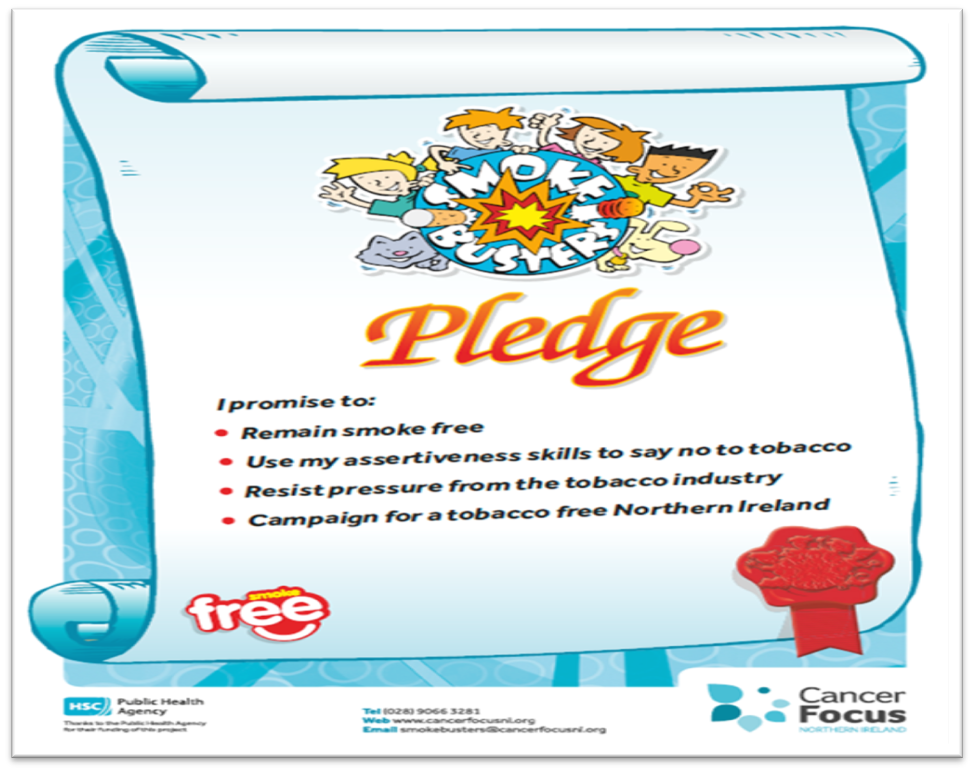 SMOKE
BUSTERS
Pledge
I promise to:
• Remain smoke free
• Use my assertiveness skills to say no to tobacco
• Resist pressure from the tobacco industry
• Campaign for a tobacco free Northern Ireland
smoke
free
HSC Public Health
Agency
Thanks to the Public Health Agency
for their funding of this project
Tel (028) 9066 3281
Web www.cancerfocusni.org
Email smokebusters@cancerfocusni.org
Cancer
Focus
NORTHERN IRELAND